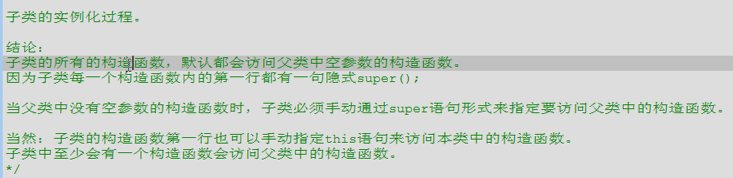 子类的实例化过程。
结论：
子类的所有的构造函数，默认都会访问父类中空参数的构造函数。
因为子类每一个构造函数内的第一行都有一句隐式super();
当父类中没有空参数的构造函数时，子类必须手动通过super语句形式来指定要访问父类中的构造函数。
当然：子类的构造函数第一行也可以手动指定this语句来访问本类中的构造函数。
子类中至少会有一个构造函数会访问父类中的构造函数。
*/